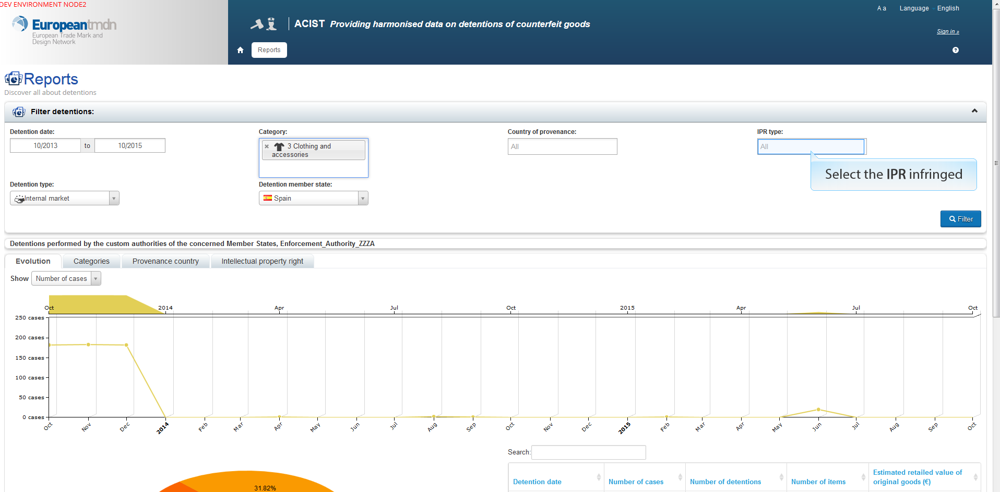 DEV ENVIRONMENT NODE2
Europeantmdn
European Trade Mark and
Design Network
ACIST Providing harmonised data on detentions of counterfeit goods
A a Language English
Sign in »
Reports
?
Reports
Discover all about detentions
Filter detentions:
Detention date:
10/2013 to 10/2015
Category:
3 Clothing and
accessories
Country of provenance:
All
IPR type:
All
Select the IPR infringed
Detention type:
Internal market
Detention member state:
Spain
Filter
Detentions performed by the custom authorities of the concerned Member States, Enforcement_Authority_ZZZA
Evolution Categories Provenance country Intellectual property right
Show Number of cases
Oct 2014 Apr Jul Oct 2015 Apr Jul Oct
250 cases
200 cases
150 cases
100 cases
50 cases
0 cases
Oct Nov Dec 2014 Feb Mar Apr May Jun Jul Aug Sep Oct Nov Dec 2015 Feb Mar Apr May Jun Jul Aug Sep Oct
31.82%
Search:
Detention date Number of cases Number of detentions Number of items Estimated retailed value of
original goods (€)